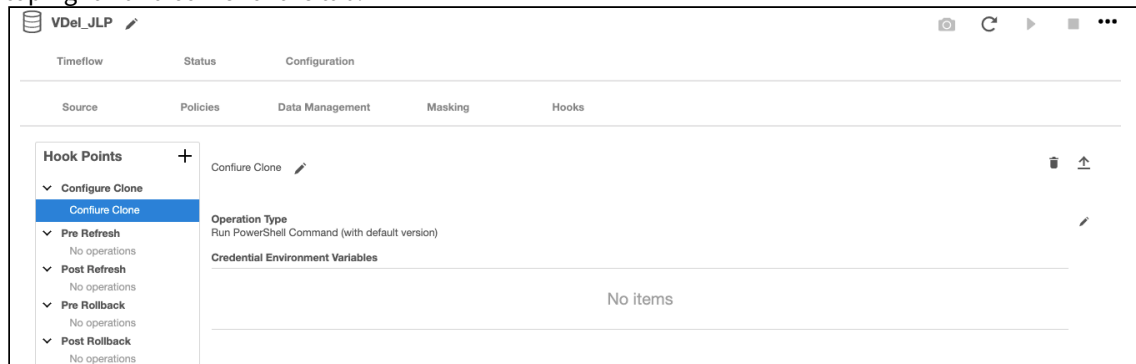 VDel_JLP
Timeflow Status Configuration
Source Policies Data Management Masking Hooks
Hook Points
Confiure Clone
Configure Clone
Confiure Clone
Pre Refresh
No operations
Post Refresh
No operations
Pre Rollback
No operations
Post Rollback
No operations
Operation Type
Run PowerShell Command (with default version)
Credential Environment Variables
No items